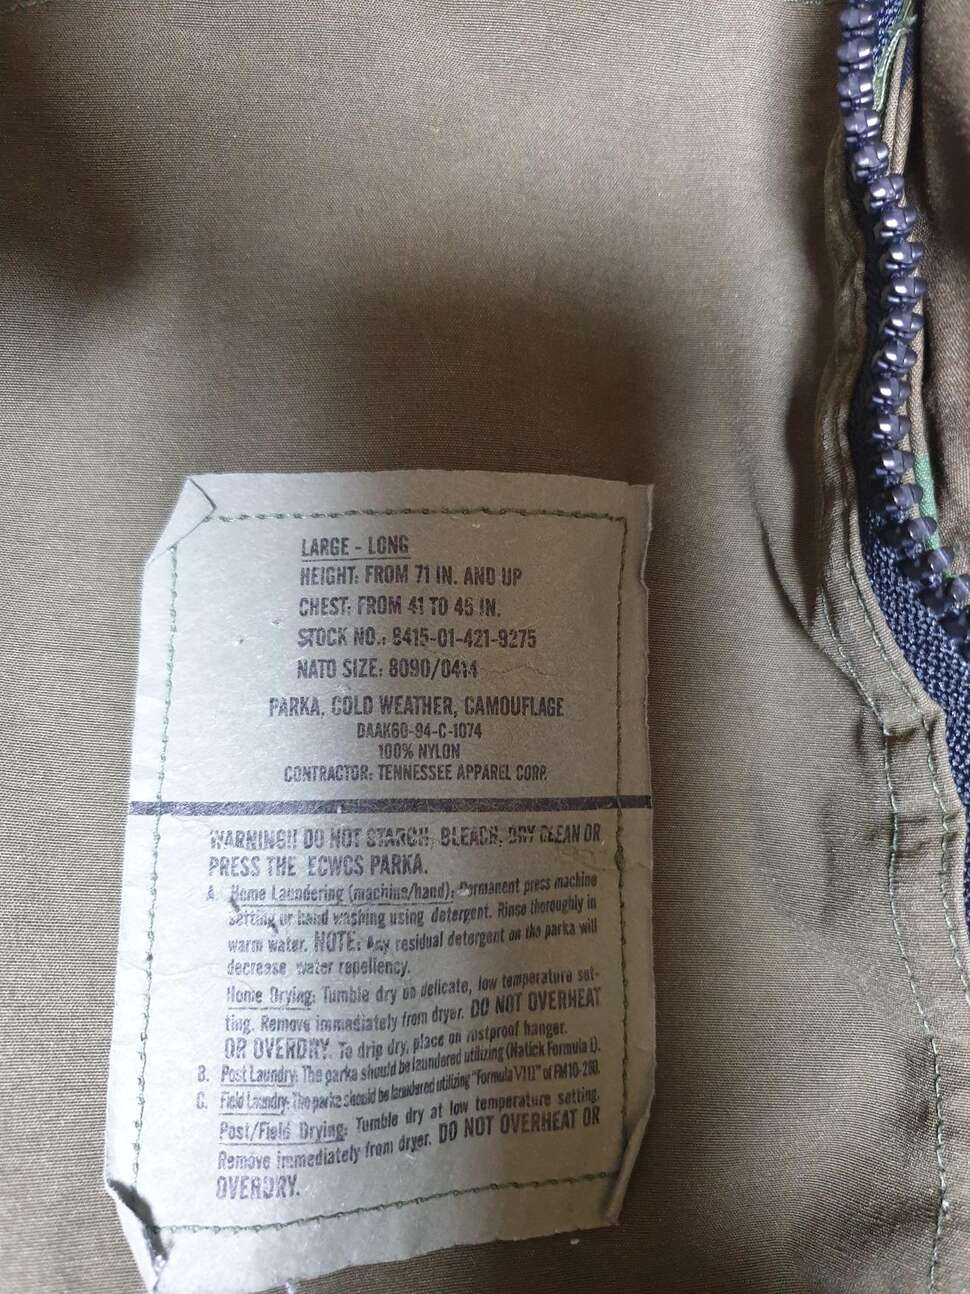 LARGE - LONG
HEIGHT: FROM 71 IN. AND UP
CHEST: FROM 41 TO 45 IN.
STOCK NO.: 8415-01-421-9275
NATO SIZE: 8090/0414
PARKA, COLD WEATHER, CAMOUFLAGE
DAAK60-94-C-1074
100% NYLON
CONTRACTOR: TENNESSEE APPAREL CORP.
WARNING!! DO NOT STARCH, BLEACH, DRY CLEAN OR
PRESS THE ECWCS PARKA.
A. Home Laundering (machine/hand): Permanent press machine
setting or hand washing using detergent. Rinse thoroughly in
warm water. NOTE: Any residual detergent on the parka will
decrease water repellency.
Home Drying: Tumble dry on delicate, low temperature set-
ting. Remove immediately from dryer. DO NOT OVERHEAT
OR OVERDRY. To drip dry, place on rustproof hanger.
B. Post Laundry: The parka should be laundered utilizing (Natick Formula I).
C. Field Laundry: The parka should be laundered utilizing "Formula VIII" of FM10-280.
Post/Field Drying: Tumble dry at low temperature setting.
Remove immediately from dryer. DO NOT OVERHEAT OR
OVERDRY.